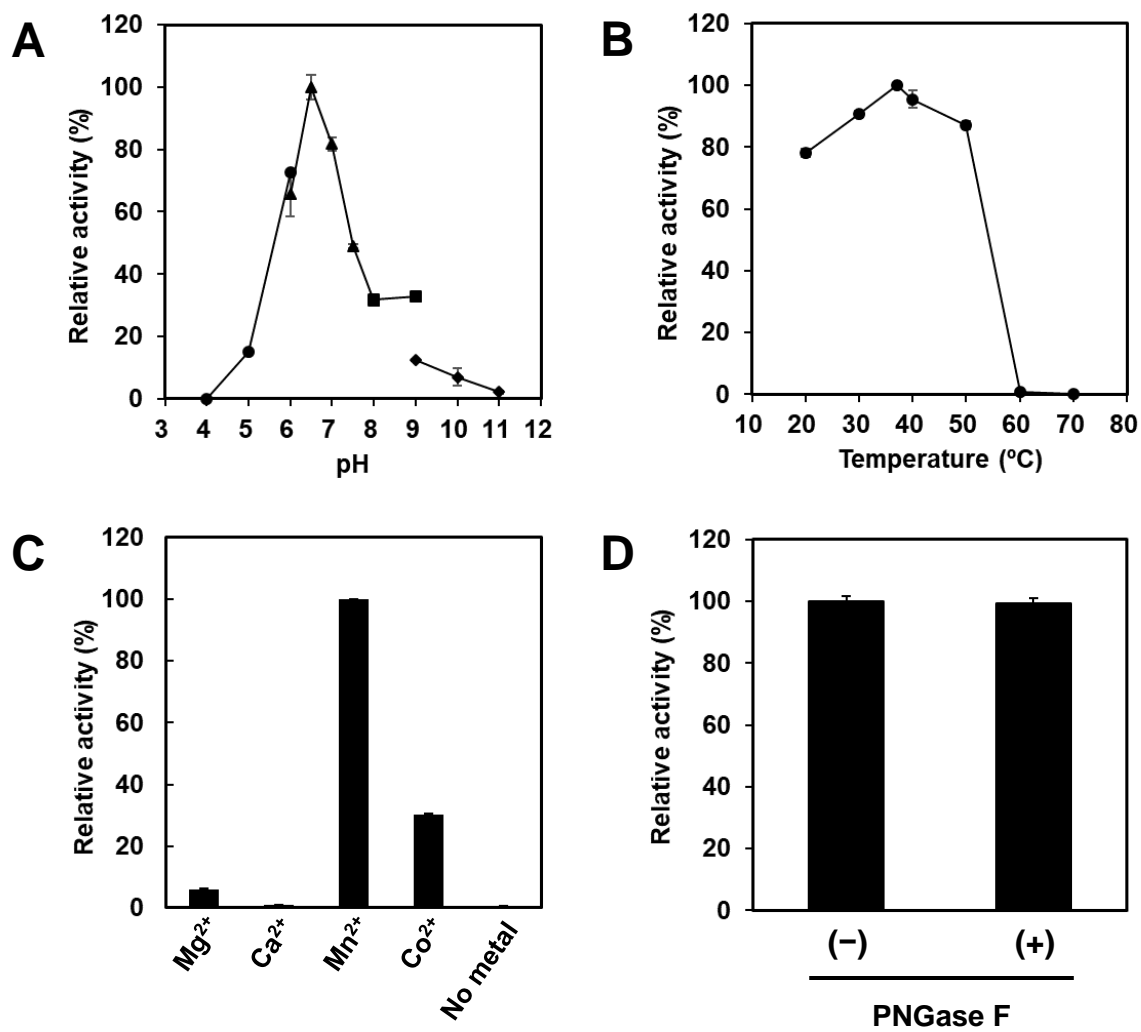 A
Relative activity (%)
120
100
80
60
40
20
0
3 4 5 6 7 8 9 10 11 12
pH
B
Relative activity (%)
120
100
80
60
40
20
0
10 20 30 40 50 60 70 80
Temperature (ºC)
C
Relative activity (%)
120
100
80
60
40
20
0
Mg²⁺
Ca²⁺
Mn²⁺
Co²⁺
No metal
D
Relative activity (%)
120
100
80
60
40
20
0
(−) (+)
PNGase F